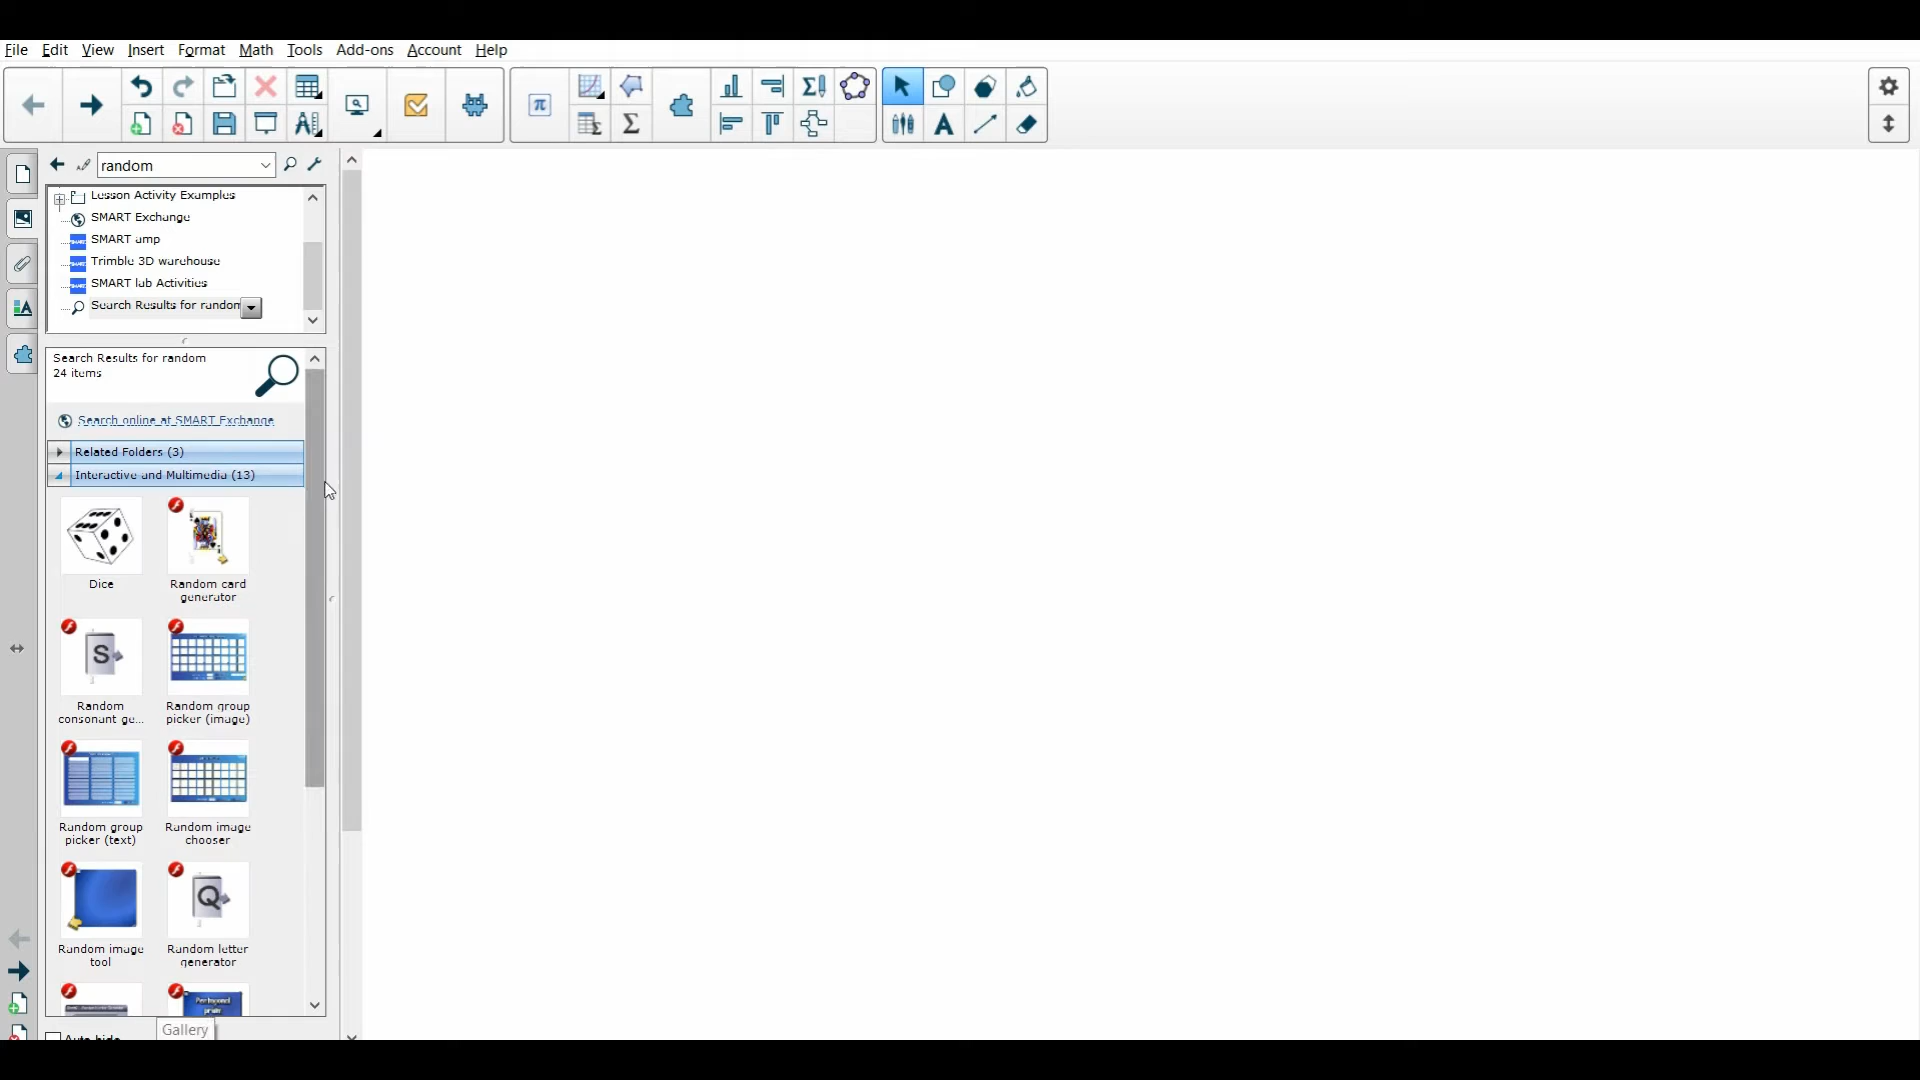 File Edit View Insert Format Math Tools Add-ons Account Help
random
Lesson Activity Examples
SMART Exchange
SMART amp
Trimble 3D warehouse
SMART lab Activities
Search Results for random
Search Results for random
24 items
Search online at SMART Exchange
Related Folders (3)
Interactive and Multimedia (13)
Dice
Random card
generator
S
Random
consonant ge...
Random group
picker (image)
Random group
picker (text)
Random image
chooser
Random image
tool
Q
Random letter
generator
Gallery